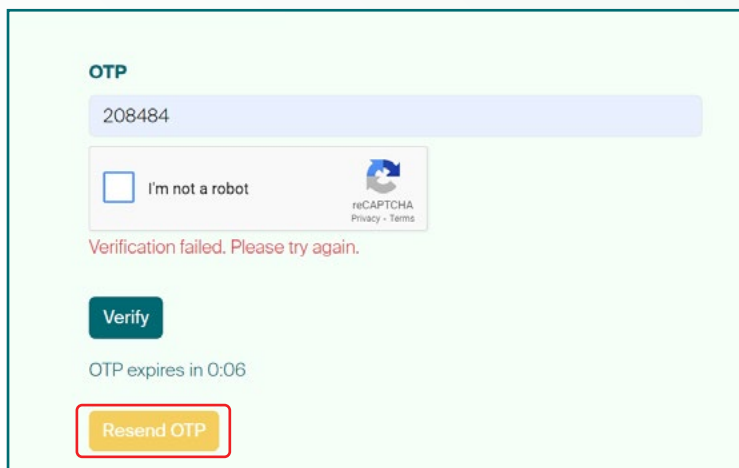 OTP
208484
I'm not a robot
reCAPTCHA
Privacy - Terms
Verification failed. Please try again.
Verify
OTP expires in 0:06
Resend OTP